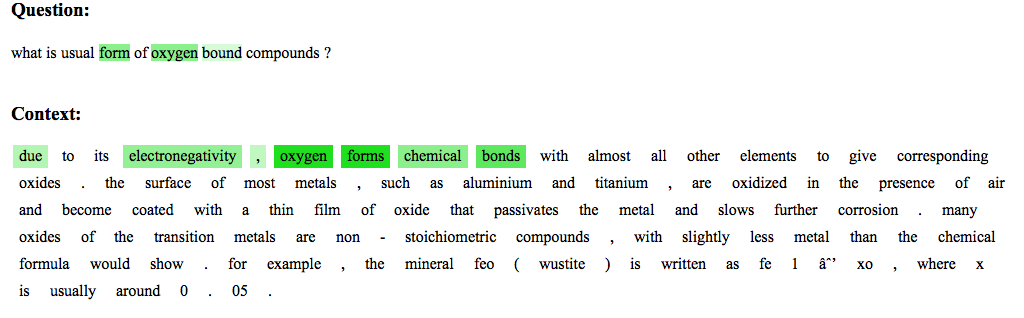 Question:
what is usual form of oxygen bound compounds ?
Context:
due to its electronegativity , oxygen forms chemical bonds with almost all other elements to give corresponding
oxides . the surface of most metals , such as aluminium and titanium , are oxidized in the presence of air
and become coated with a thin film of oxide that passivates the metal and slows further corrosion . many
oxides of the transition metals are non - stoichiometric compounds , with slightly less metal than the chemical
formula would show . for example , the mineral feo ( wustite ) is written as fe 1 âˆ’ xo , where x
is usually around 0 . 05 .